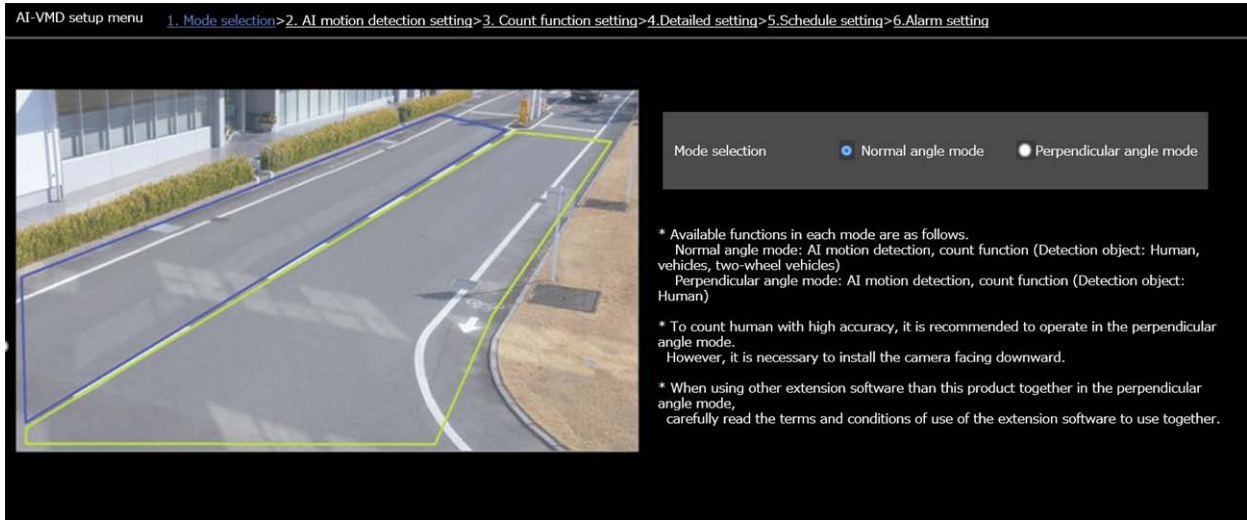 AI-VMD setup menu 1. Mode selection>2. AI motion detection setting>3. Count function setting>4.Detailed setting>5.Schedule setting>6.Alarm setting
Mode selection Normal angle mode Perpendicular angle mode
* Available functions in each mode are as follows.
Normal angle mode: AI motion detection, count function (Detection object: Human,
vehicles, two-wheel vehicles)
Perpendicular angle mode: AI motion detection, count function (Detection object:
Human)
* To count human with high accuracy, it is recommended to operate in the perpendicular
angle mode.
However, it is necessary to install the camera facing downward.
* When using other extension software than this product together in the perpendicular
angle mode,
carefully read the terms and conditions of use of the extension software to use together.